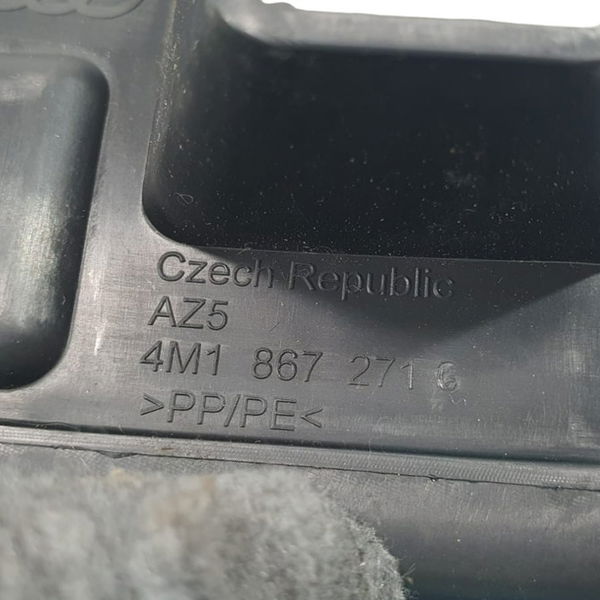 Czech Republic
AZ5
4M1 867 271
>PP/PE<